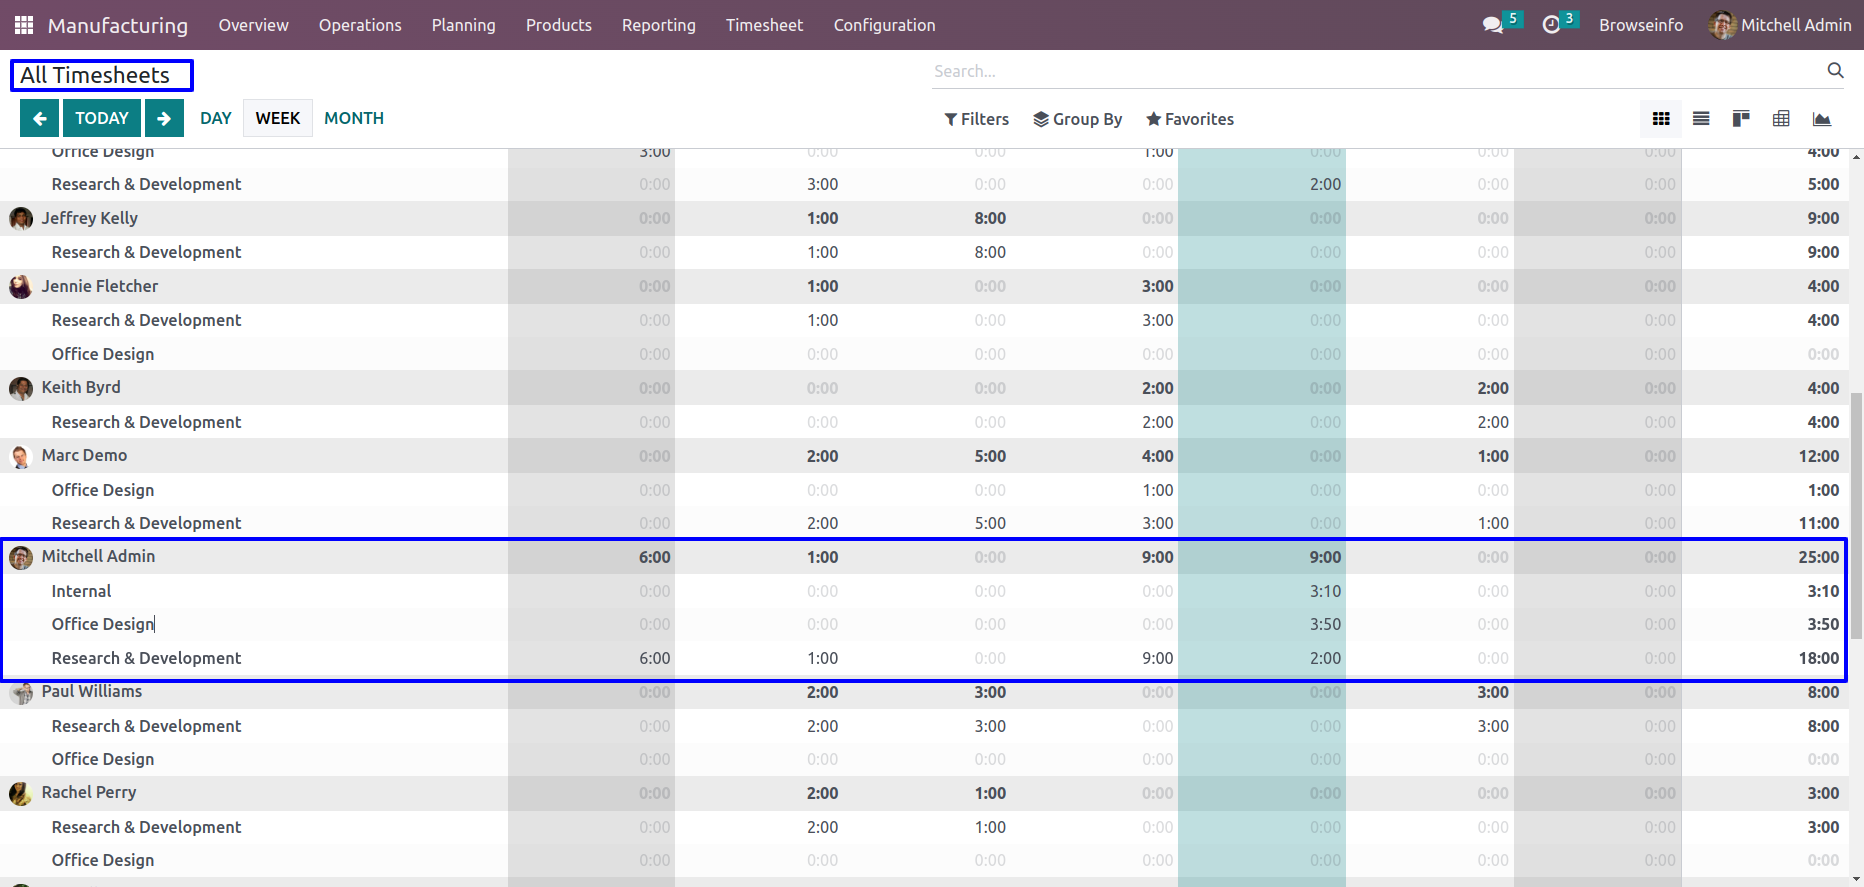 Manufacturing Overview Operations Planning Products Reporting Timesheet Configuration 5 3 Browseinfo Mitchell Admin
All Timesheets Search...
TODAY DAY WEEK MONTH Filters Group By Favorites
Office Design 3:00 0:00 0:00 1:00 0:00 0:00 0:00 4:00
Research & Development 0:00 3:00 0:00 0:00 2:00 0:00 0:00 5:00
Jeffrey Kelly 0:00 1:00 8:00 0:00 0:00 0:00 0:00 9:00
Research & Development 0:00 1:00 8:00 0:00 0:00 0:00 0:00 9:00
Jennie Fletcher 0:00 1:00 0:00 3:00 0:00 0:00 0:00 4:00
Research & Development 0:00 1:00 0:00 3:00 0:00 0:00 0:00 4:00
Office Design 0:00 0:00 0:00 0:00 0:00 0:00 0:00 0:00
Keith Byrd 0:00 0:00 0:00 2:00 0:00 2:00 0:00 4:00
Research & Development 0:00 0:00 0:00 2:00 0:00 2:00 0:00 4:00
Marc Demo 0:00 2:00 5:00 4:00 0:00 1:00 0:00 12:00
Office Design 0:00 0:00 0:00 1:00 0:00 0:00 0:00 1:00
Research & Development 0:00 2:00 5:00 3:00 0:00 1:00 0:00 11:00
Mitchell Admin 6:00 1:00 0:00 9:00 9:00 0:00 0:00 25:00
Internal 0:00 0:00 0:00 0:00 3:10 0:00 0:00 3:10
Office Design 0:00 0:00 0:00 0:00 3:50 0:00 0:00 3:50
Research & Development 6:00 1:00 0:00 9:00 2:00 0:00 0:00 18:00
Paul Williams 0:00 2:00 3:00 0:00 0:00 3:00 0:00 8:00
Research & Development 0:00 2:00 3:00 0:00 0:00 3:00 0:00 8:00
Office Design 0:00 0:00 0:00 0:00 0:00 0:00 0:00 0:00
Rachel Perry 0:00 2:00 1:00 0:00 0:00 0:00 0:00 3:00
Research & Development 0:00 2:00 1:00 0:00 0:00 0:00 0:00 3:00
Office Design 0:00 0:00 0:00 0:00 0:00 0:00 0:00 0:00